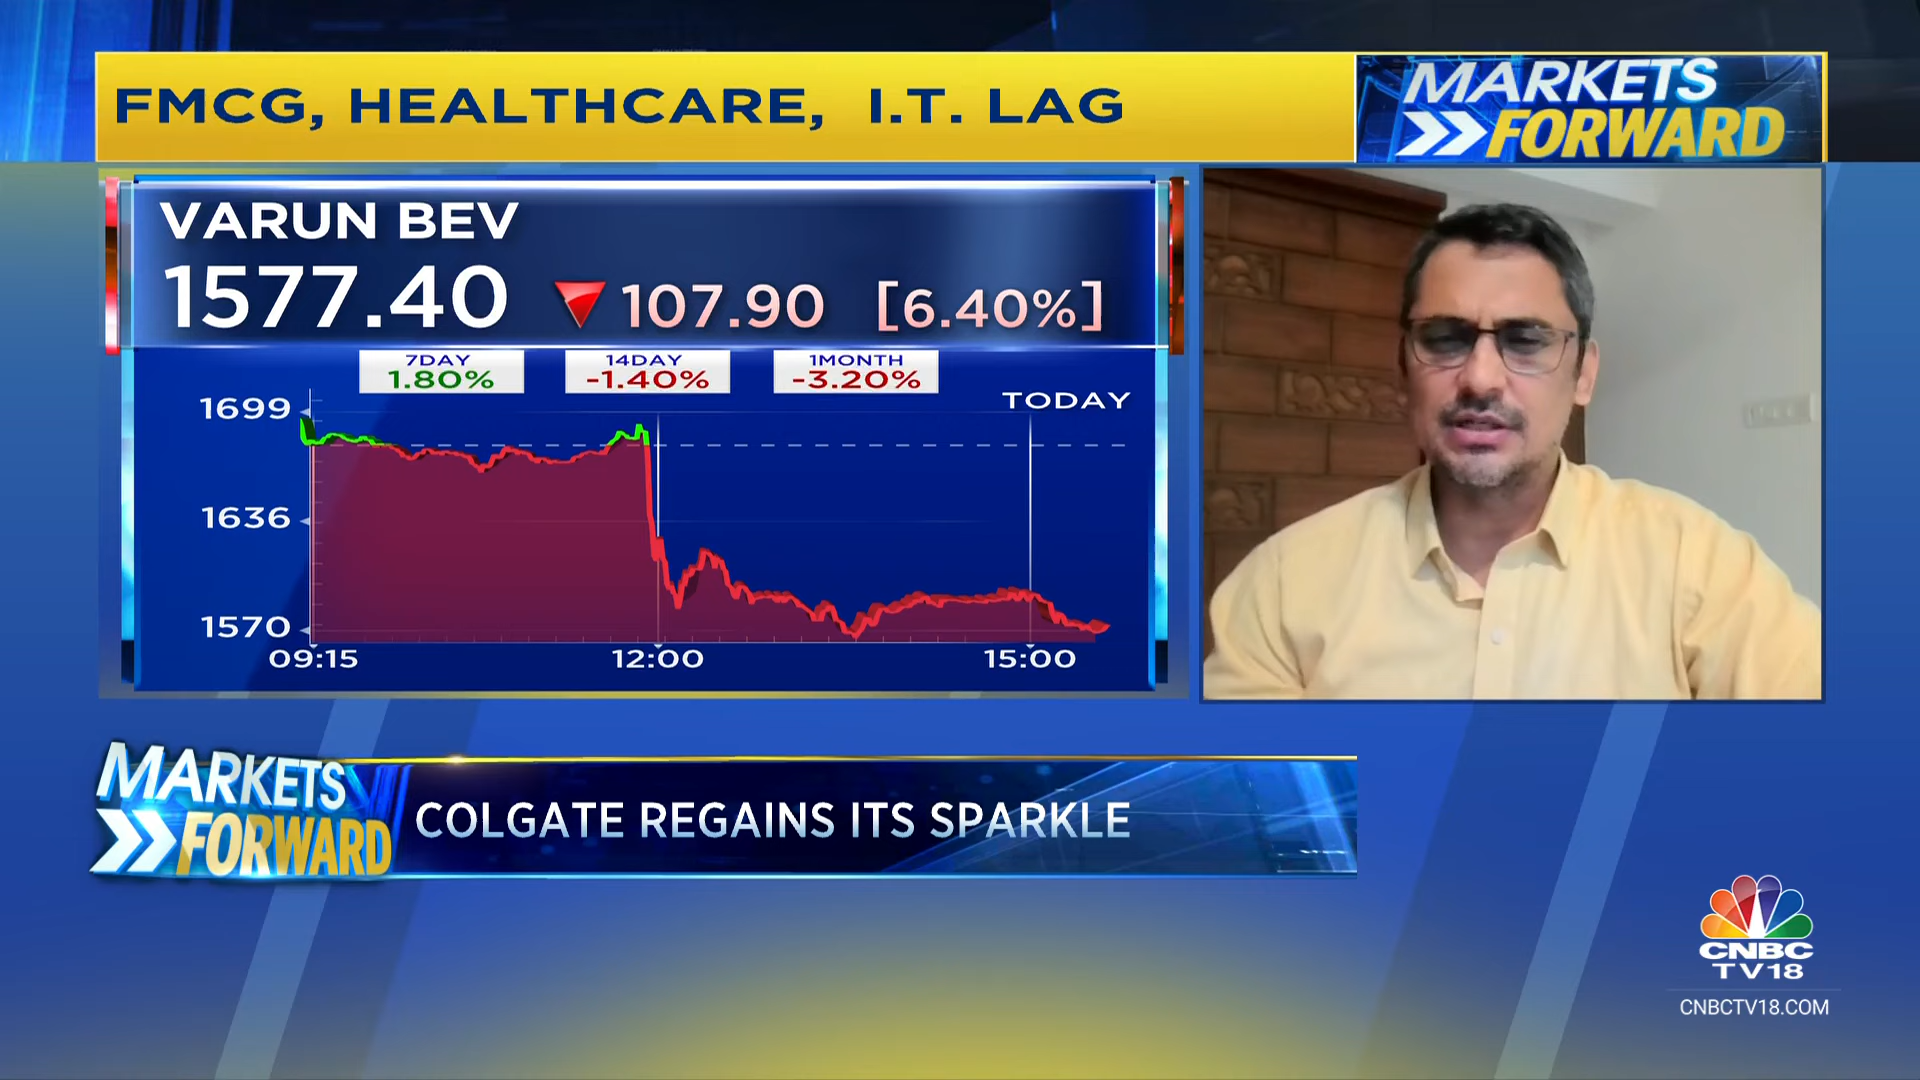 FMCG, HEALTHCARE, I.T. LAG
MARKETS
FORWARD
VARUN BEV
1577.40 ▼ 107.90 [6.40%]
7DAY
1.80%
14DAY
-1.40%
1MONTH
-3.20%
TODAY
1699
1636
1570
09:15
12:00
15:00
MARKETS
FORWARD
COLGATE REGAINS ITS SPARKLE
CNBC
TV18
CNBCTV18.COM